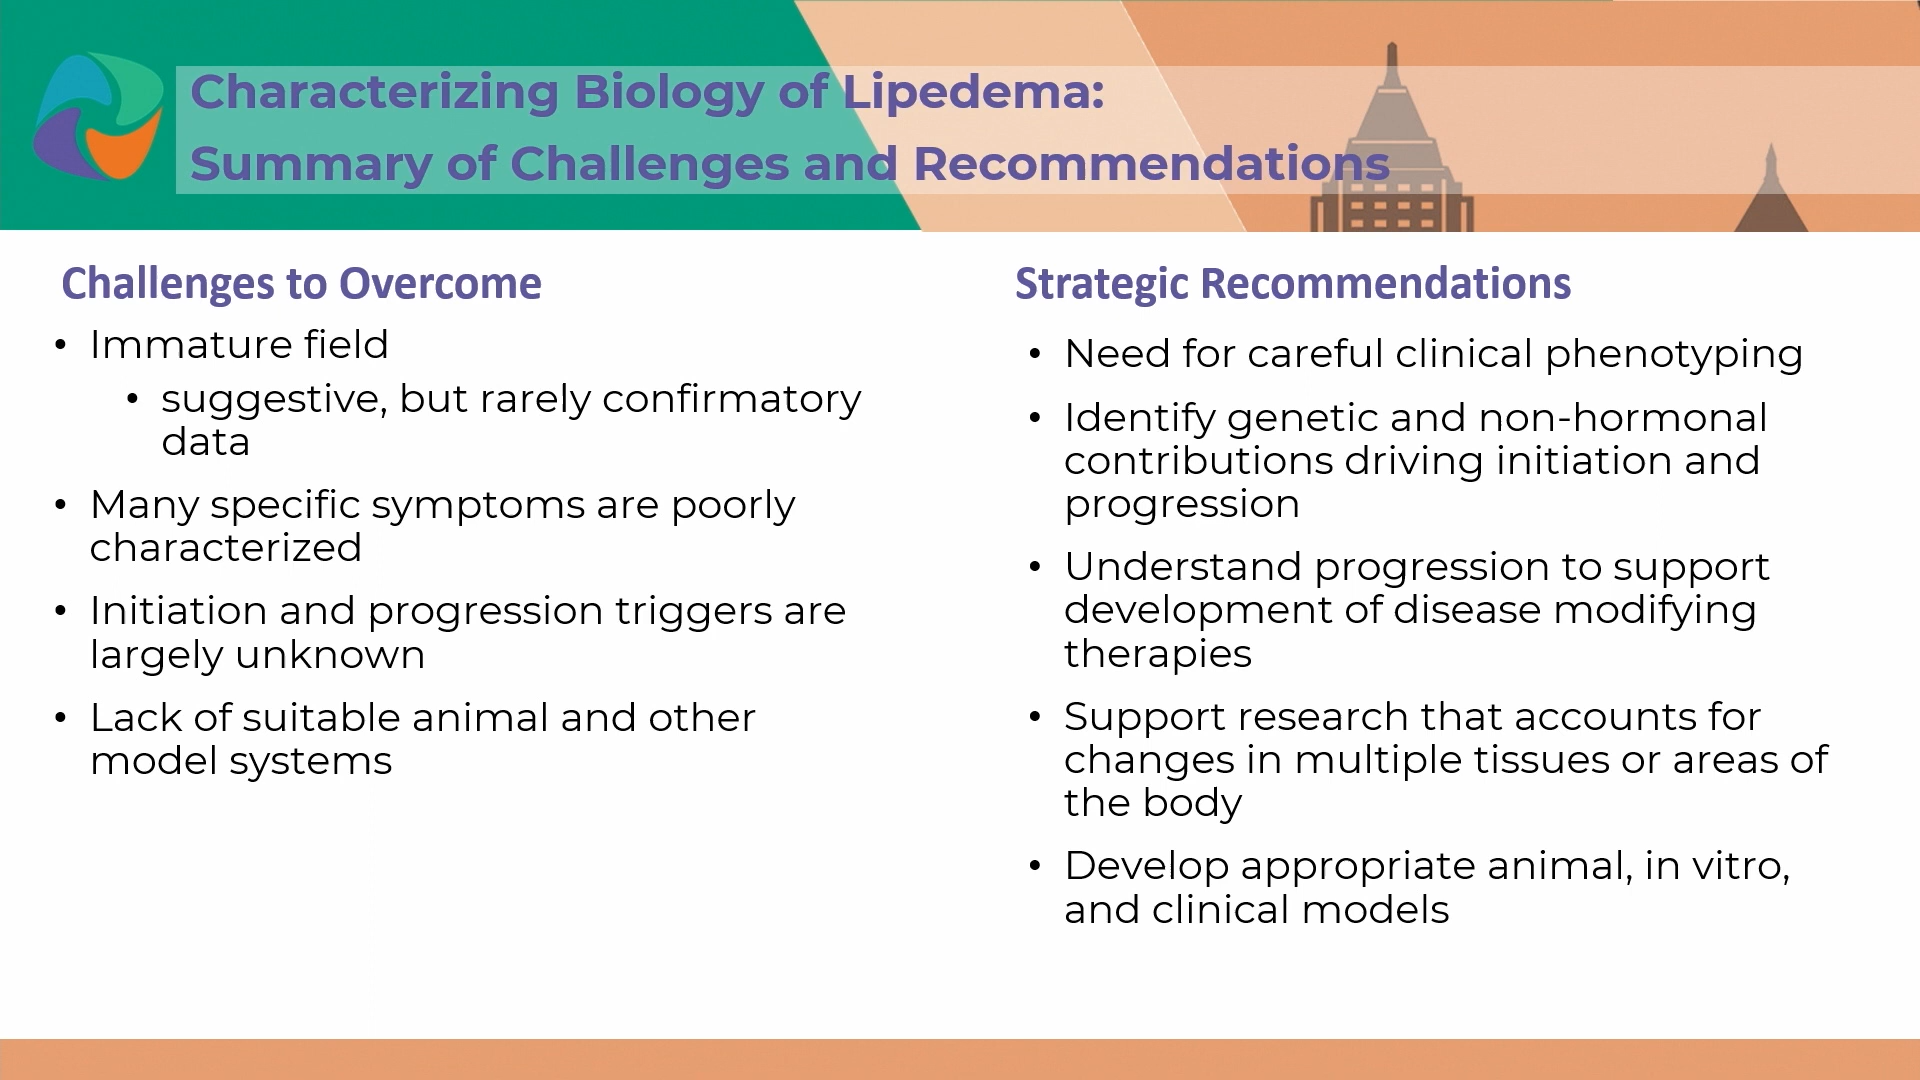 Characterizing Biology of Lipedema:
Summary of Challenges and Recommendations
Challenges to Overcome
• Immature field
• suggestive, but rarely confirmatory
data
• Many specific symptoms are poorly
characterized
• Initiation and progression triggers are
largely unknown
• Lack of suitable animal and other
model systems
Strategic Recommendations
• Need for careful clinical phenotyping
• Identify genetic and non-hormonal
contributions driving initiation and
progression
• Understand progression to support
development of disease modifying
therapies
• Support research that accounts for
changes in multiple tissues or areas of
the body
• Develop appropriate animal, in vitro,
and clinical models